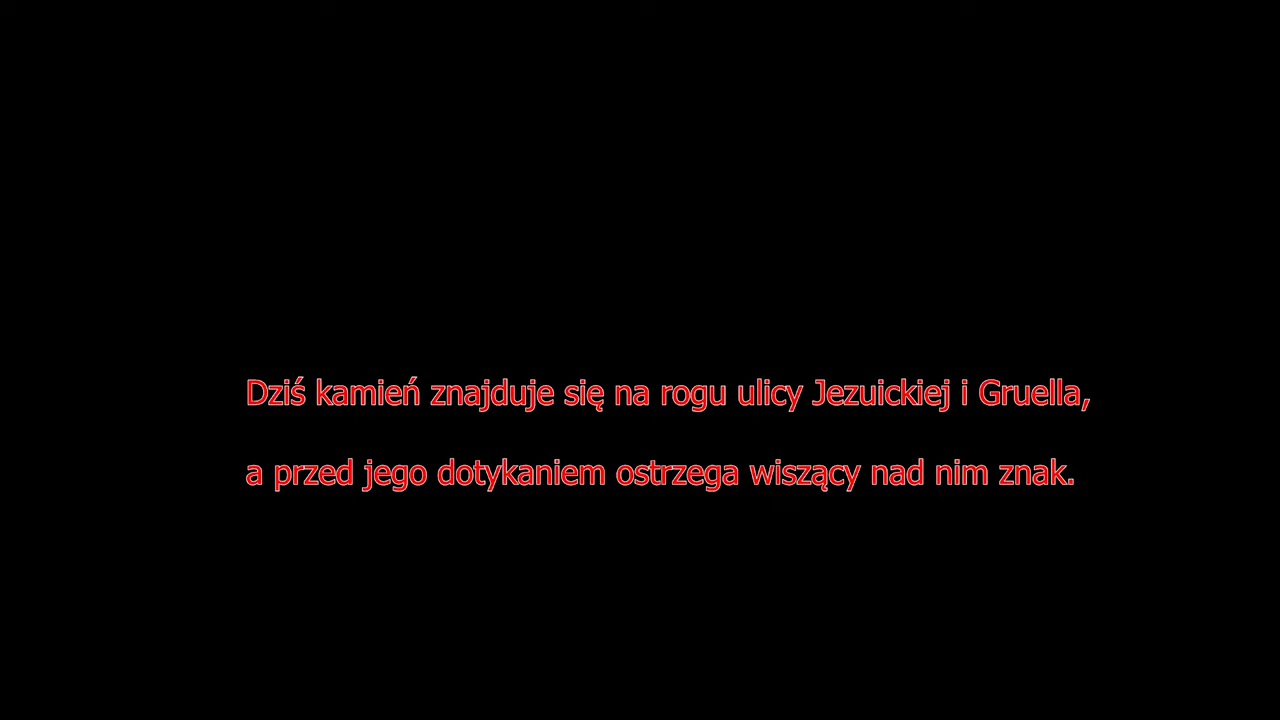 Dziś kamień znajduje się na rogu ulicy Jezuickiej i Gruella,
a przed jego dotykaniem ostrzega wiszący nad nim znak.